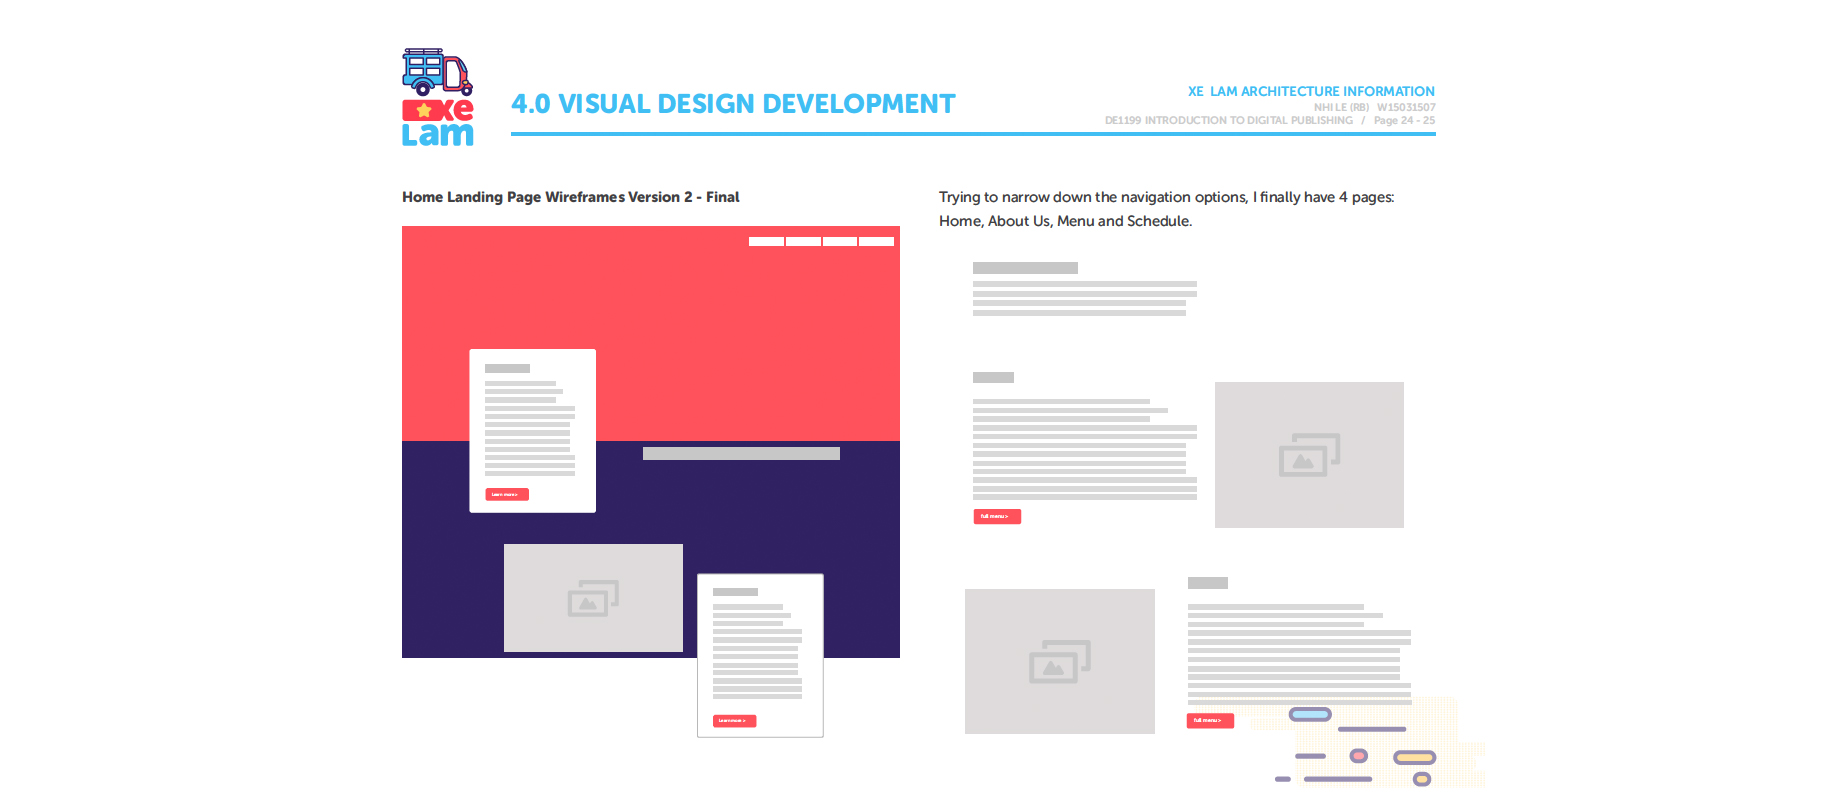 xe
Lam
4.0 VISUAL DESIGN DEVELOPMENT
XE LAM ARCHITECTURE INFORMATION
NHI LE (RB) W15031507
DE1199 INTRODUCTION TO DIGITAL PUBLISHING / Page 24 - 25
Home Landing Page Wireframes Version 2 - Final
Learn more >
Learn more >
Trying to narrow down the navigation options, I finally have 4 pages:
Home, About Us, Menu and Schedule.
full menu >
full menu >